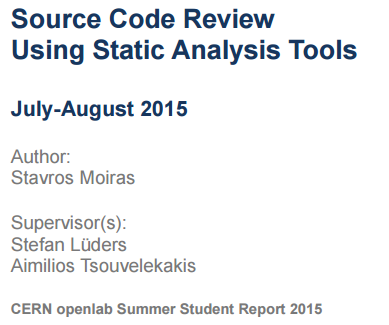 Source Code Review
Using Static Analysis Tools
July-August 2015
Author:
Stavros Moiras
Supervisor(s):
Stefan Lüders
Aimilios Tsouvelekakis
CERN openlab Summer Student Report 2015